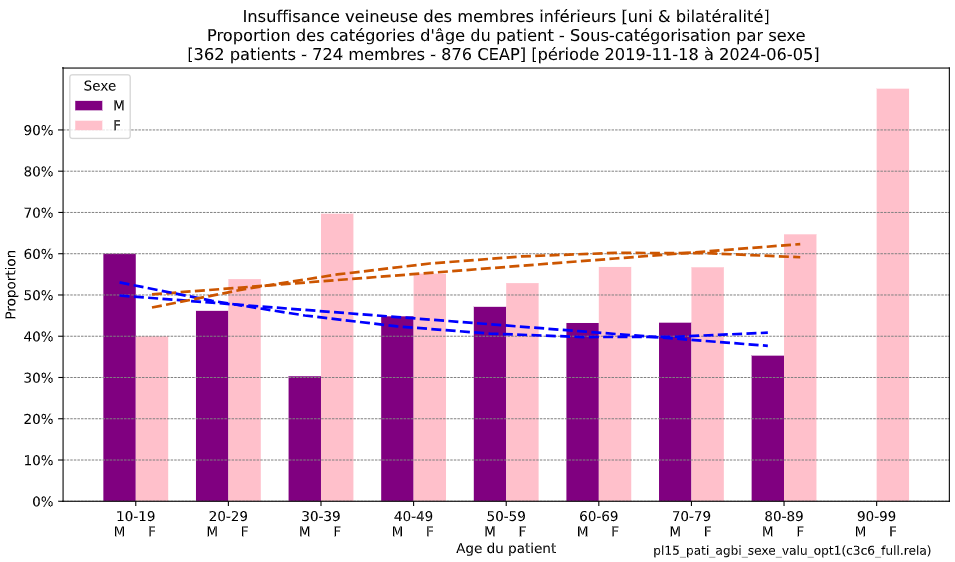 Insuffisance veineuse des membres inférieurs [uni & bilatéralité]
Proportion des catégories d'âge du patient - Sous-catégorisation par sexe
[362 patients - 724 membres - 876 CEAP] [période 2019-11-18 à 2024-06-05]
Sexe
M
F
Proportion
90%
80%
70%
60%
50%
40%
30%
20%
10%
0%
10-19 20-29 30-39 40-49 50-59 60-69 70-79 80-89 90-99
M F M F M F M F M F M F M F M F M F
Age du patient
pl15_pati_agbi_sexe_valu_opt1(c3c6_full.rela)